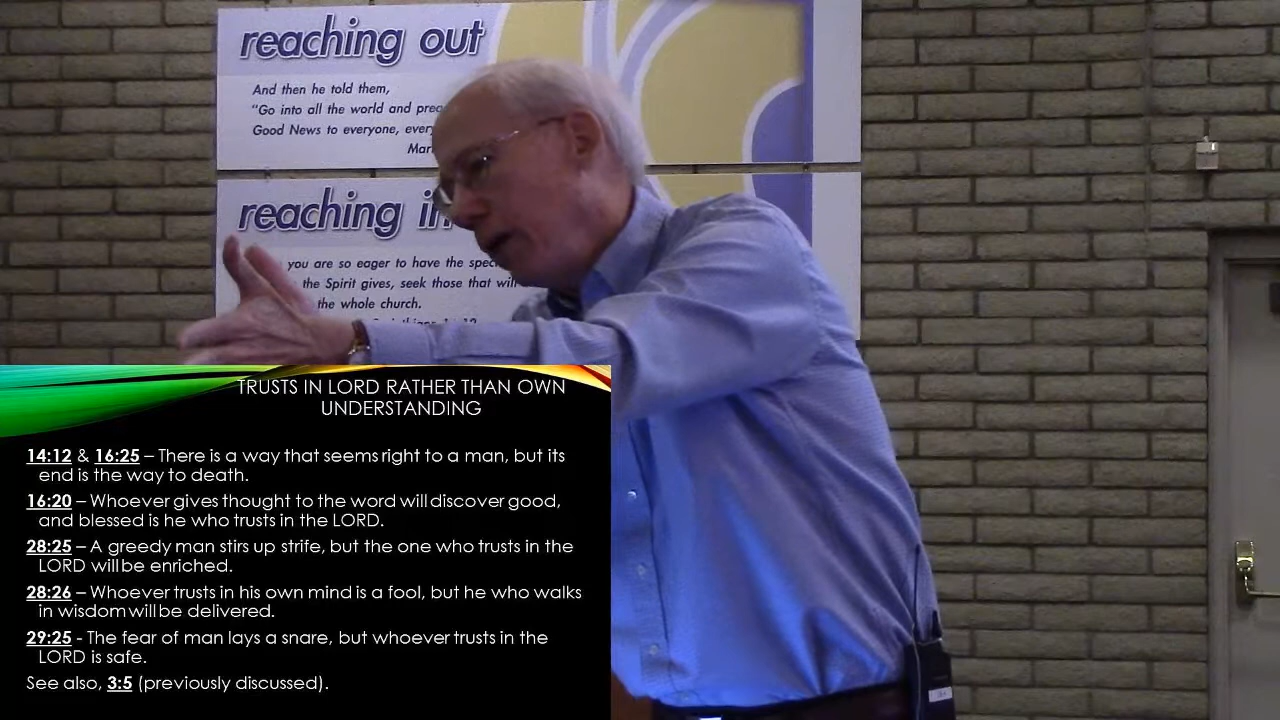 reaching out
And then he told them,
"Go into all the world and
Good News to everyone,
reaching
you are so eager to have the
the Spirit gives, seek those that will
the whole church.
TRUSTS IN LORD RATHER THAN OWN
UNDERSTANDING
14:12 & 16:25 – There is a way that seems right to a man, but its
end is the way to death.
16:20 – Whoever gives thought to the word will discover good,
and blessed is he who trusts in the LORD.
28:25 – A greedy man stirs up strife, but the one who trusts in the
LORD will be enriched.
28:26 – Whoever trusts in his own mind is a fool, but he who walks
in wisdom will be delivered.
29:25 - The fear of man lays a snare, but whoever trusts in the
LORD is safe.
See also, 3:5 (previously discussed).